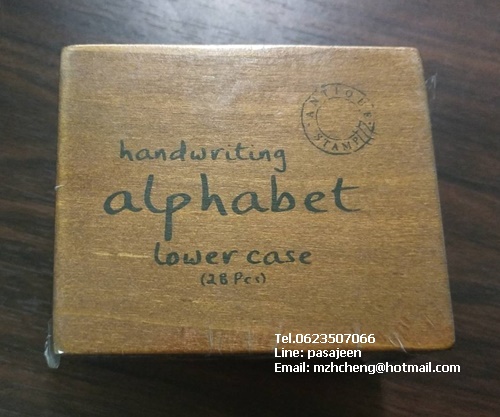 ANTIQUE
STAMP
handwriting
alphabet
lower case
(28 Pcs)
Tel.0623507066
Line: pasajeen
Email: mzhcheng@hotmail.com